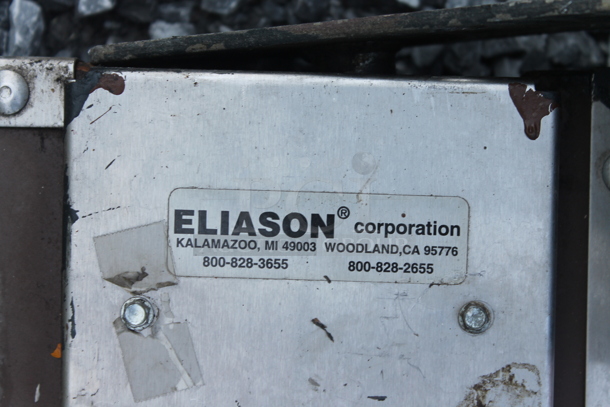 ELIASON® corporation
KALAMAZOO, MI 49003 WOODLAND,CA 95776
800-828-3655 800-828-2655